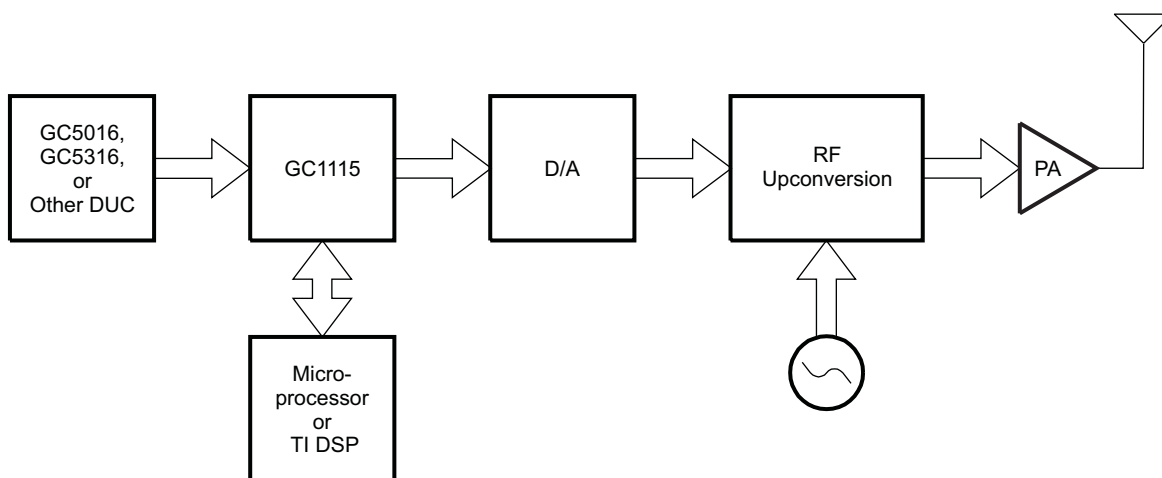 GC5016,
GC5316,
or
Other DUC
GC1115
D/A
RF
Upconversion
PA
Micro-
processor
or
TI DSP